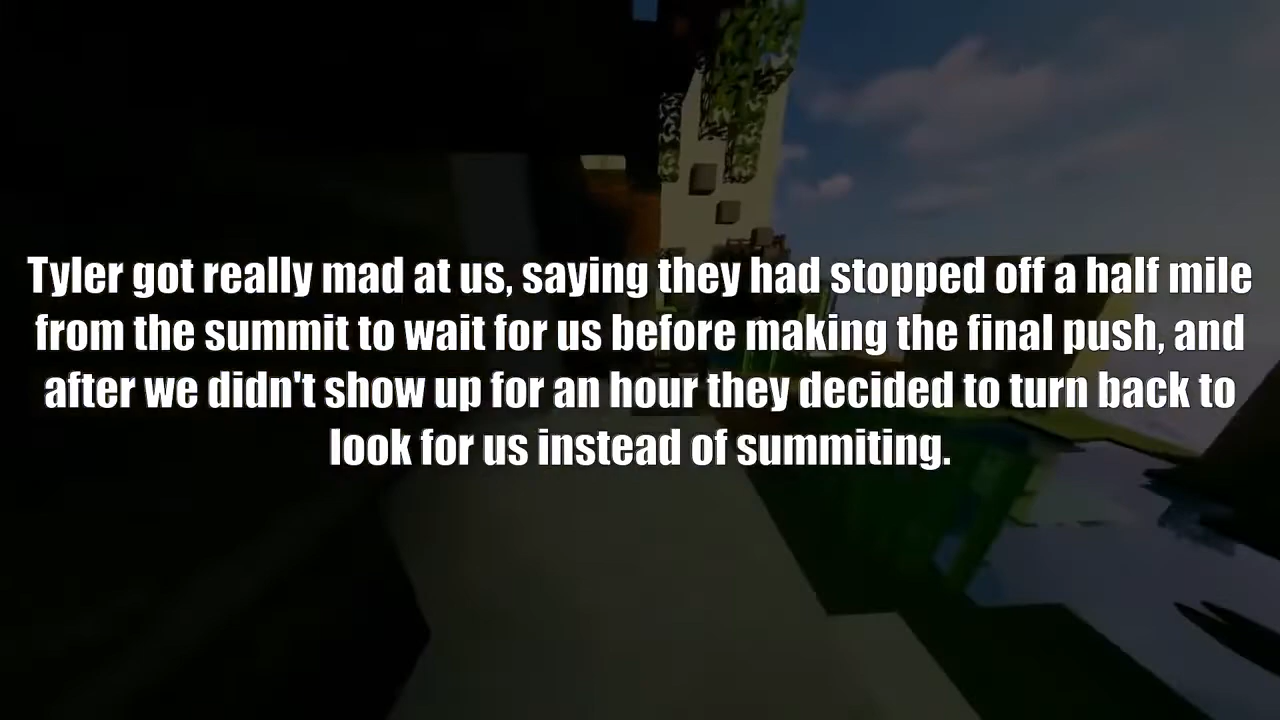 Tyler got really mad at us, saying they had stopped off a half mile
from the summit to wait for us before making the final push, and
after we didn't show up for an hour they decided to turn back to
look for us instead of summiting.